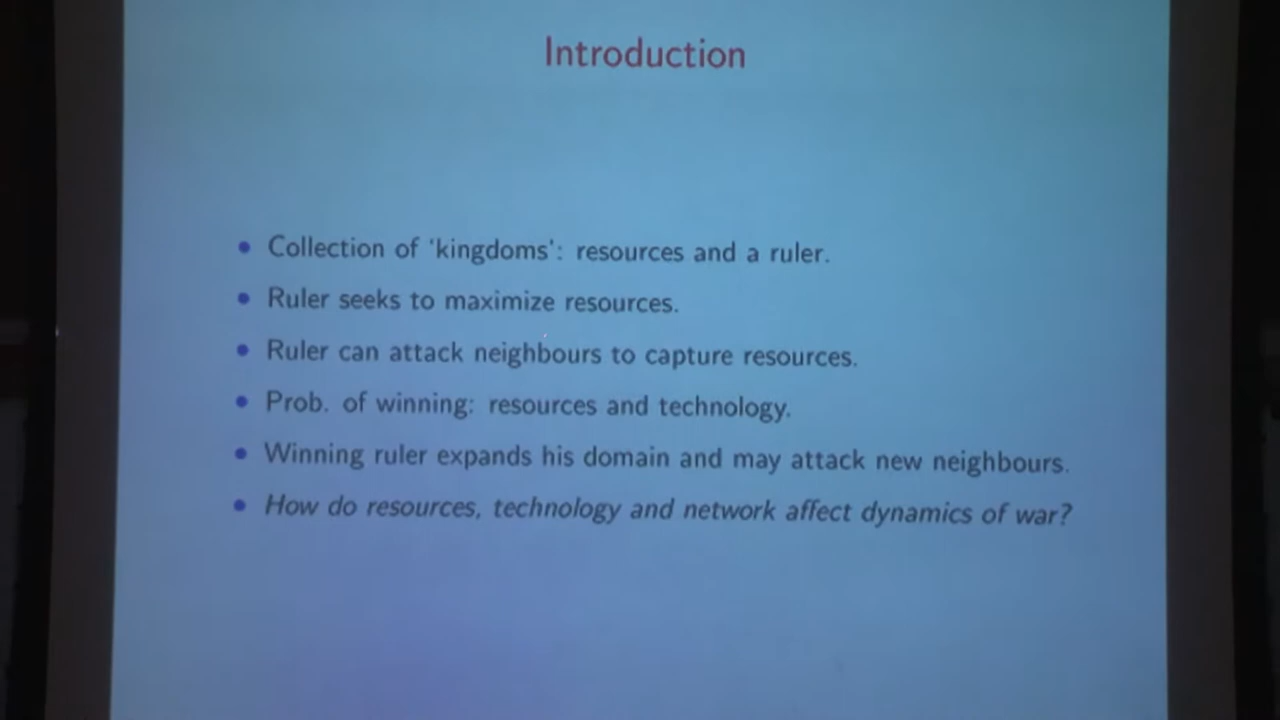 Introduction
• Collection of 'kingdoms': resources and a ruler.
• Ruler seeks to maximize resources.
• Ruler can attack neighbours to capture resources.
• Prob. of winning: resources and technology.
• Winning ruler expands his domain and may attack new neighbours.
• How do resources, technology and network affect dynamics of war?